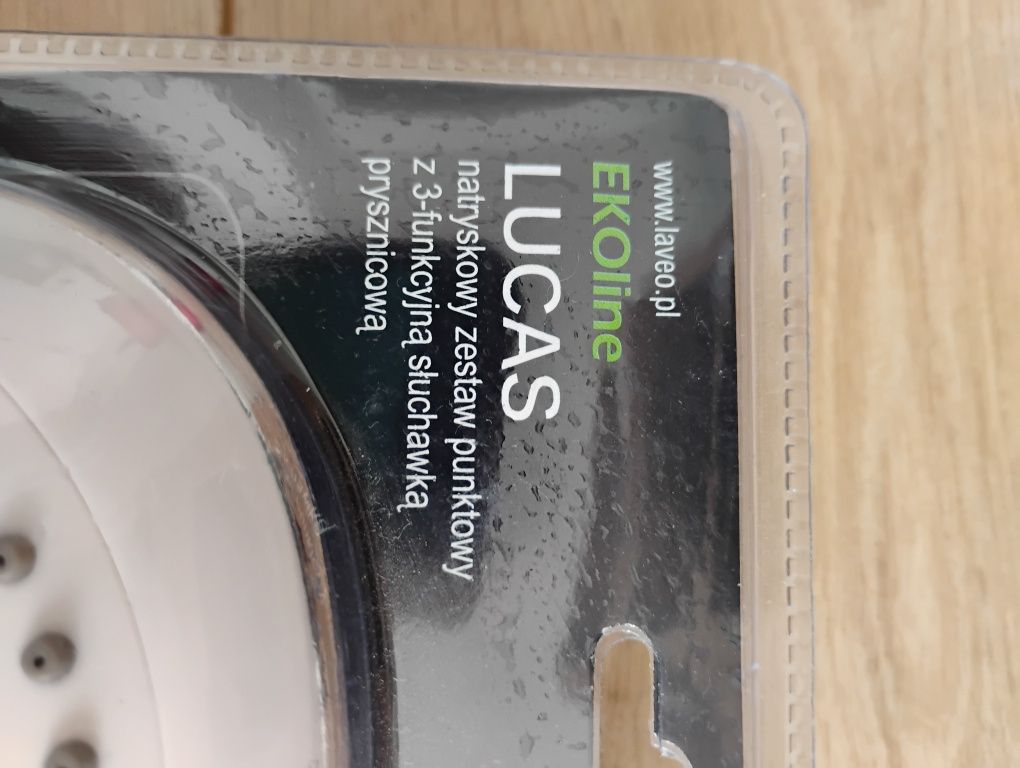 www.laveo.pl
EKOline
LUCAS
natryskowy zestaw punktowy
z 3-funkcyjną słuchawką
prysznicową